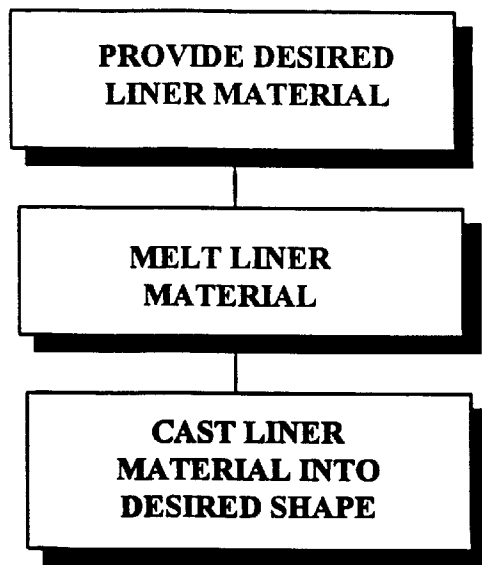 PROVIDE DESIRED
LINER MATERIAL
MELT LINER
MATERIAL
CAST LINER
MATERIAL INTO
DESIRED SHAPE